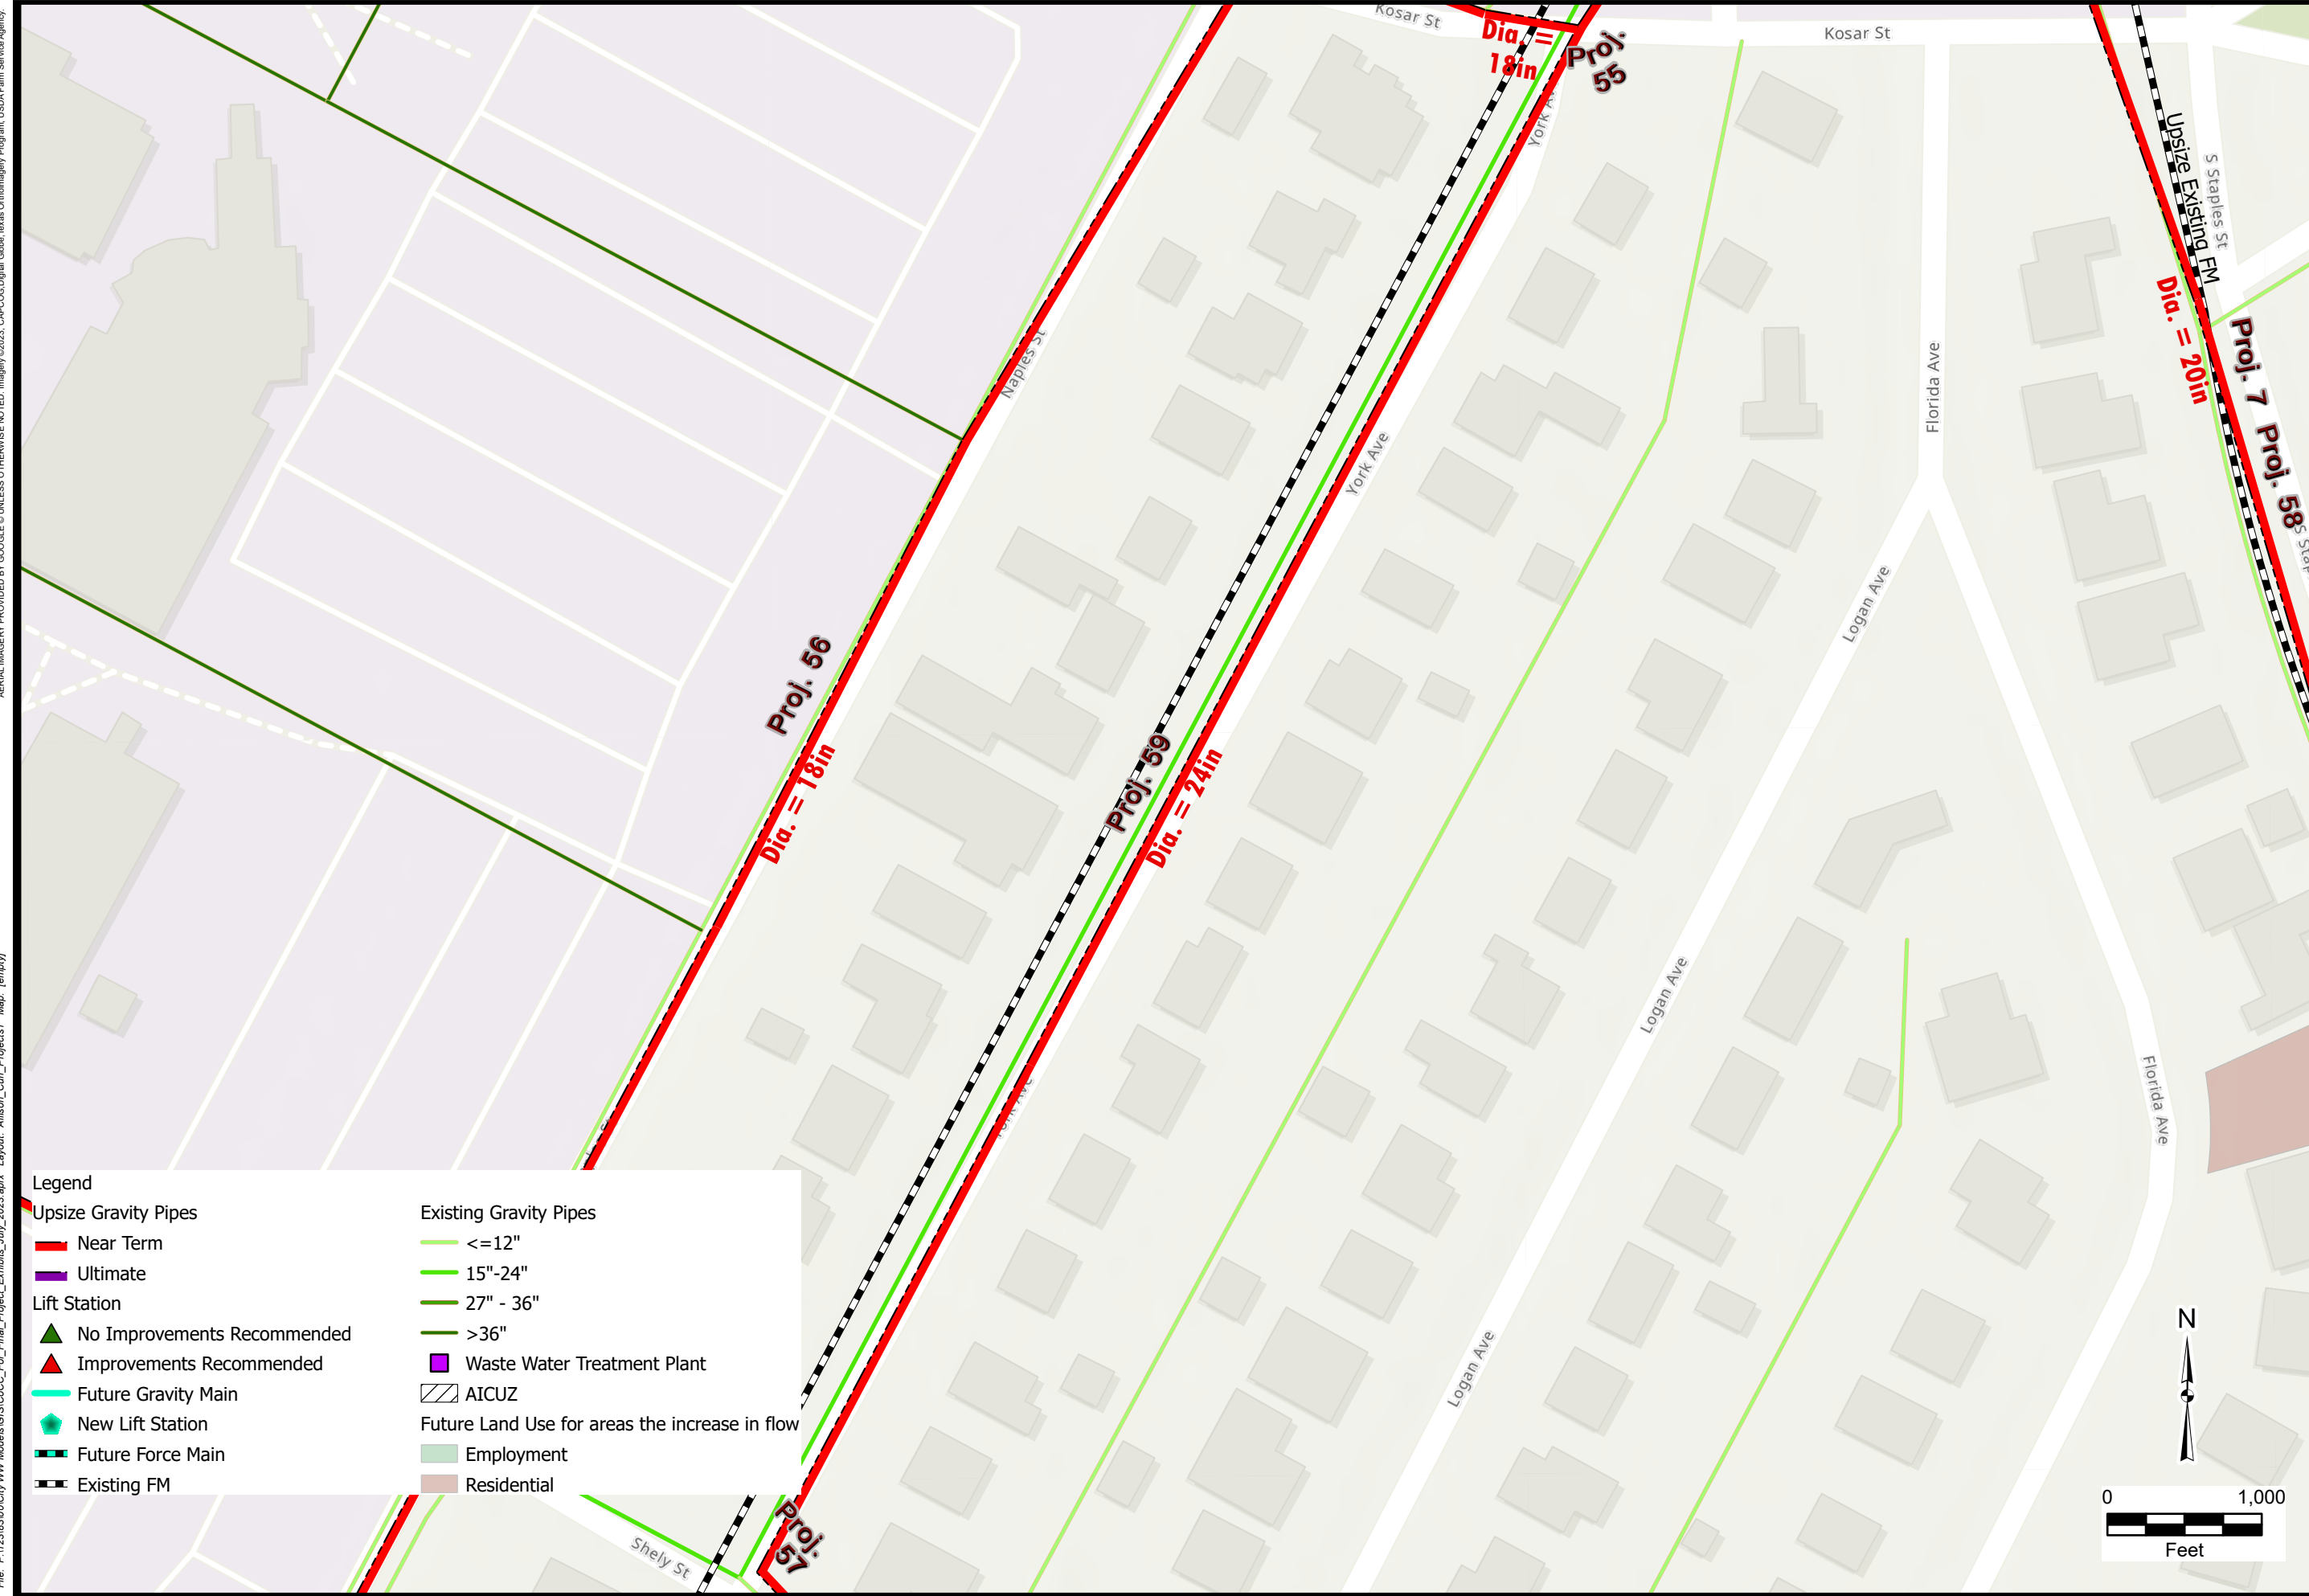 Kosar St
Dia. =
18in
Proj.
55
Kosar St
York Av
Upsize Existing FM
S Staples St
Dia. = 20in
Proj. 7
Proj. 58
Naples St
York Ave
Florida Ave
Logan Ave
Proj. 56
Dia. = 18in
Proj. 59
Dia. = 24in
Logan Ave
York Ave
Florida Ave
Logan Ave
Legend
Upsize Gravity Pipes
Near Term
Ultimate
Lift Station
No Improvements Recommended
Improvements Recommended
Future Gravity Main
New Lift Station
Future Force Main
Existing FM
Existing Gravity Pipes
<=12"
15"-24"
27" - 36"
>36"
Waste Water Treatment Plant
AICUZ
Future Land Use for areas the increase in flow
Employment
Residential
Proj.
57
Shely St
N
0 1,000
Feet